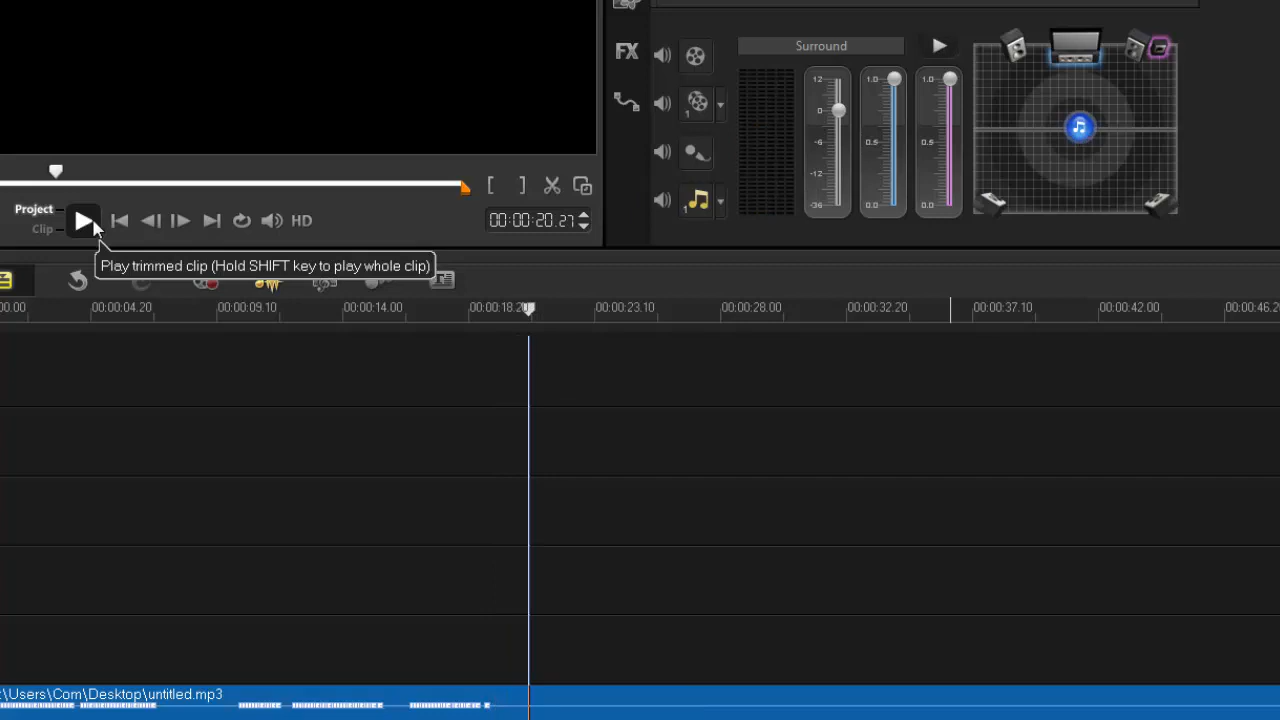 FX
Surround
12
0
-6
-12
-36
1.0
0.5
0.0
1.0
0.5
0.0
1
1
Project
Clip
HD
[ ]
00:00:20.27
Play trimmed clip (Hold SHIFT key to play whole clip)
00.00 00:00:04.20 00:00:09.10 00:00:14.00 00:00:18.20 00:00:23.10 00:00:28.00 00:00:32.20 00:00:37.10 00:00:42.00 00:00:46.2
:\Users\Com\Desktop\untitled.mp3